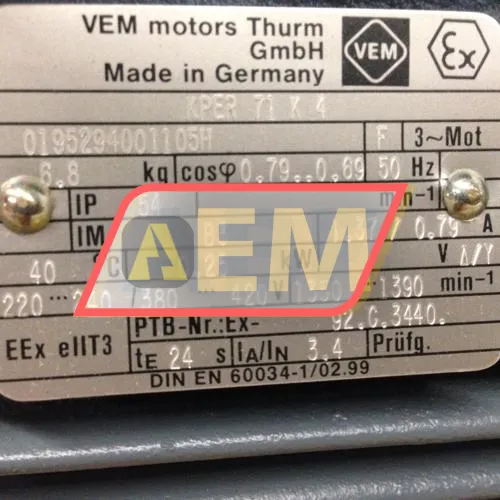 VEM motors Thurm
GmbH
Made in Germany
VEM
Ex
KPER 71 K 4
0195294001105H F 3~Mot
6.8 kg cosφ 0.79..0.69 50 Hz
IP 54 min-1
IM 0.79 A
40 °C kW V Δ/Y
AEM
220 ... 240 380 ... 420 V 1390 min-1
PTB-Nr.:Ex- 92.C.3440.
EEx eIIT3 tE 24 s IA/IN 3.4 Prüfg.
DIN EN 60034-1/02.99